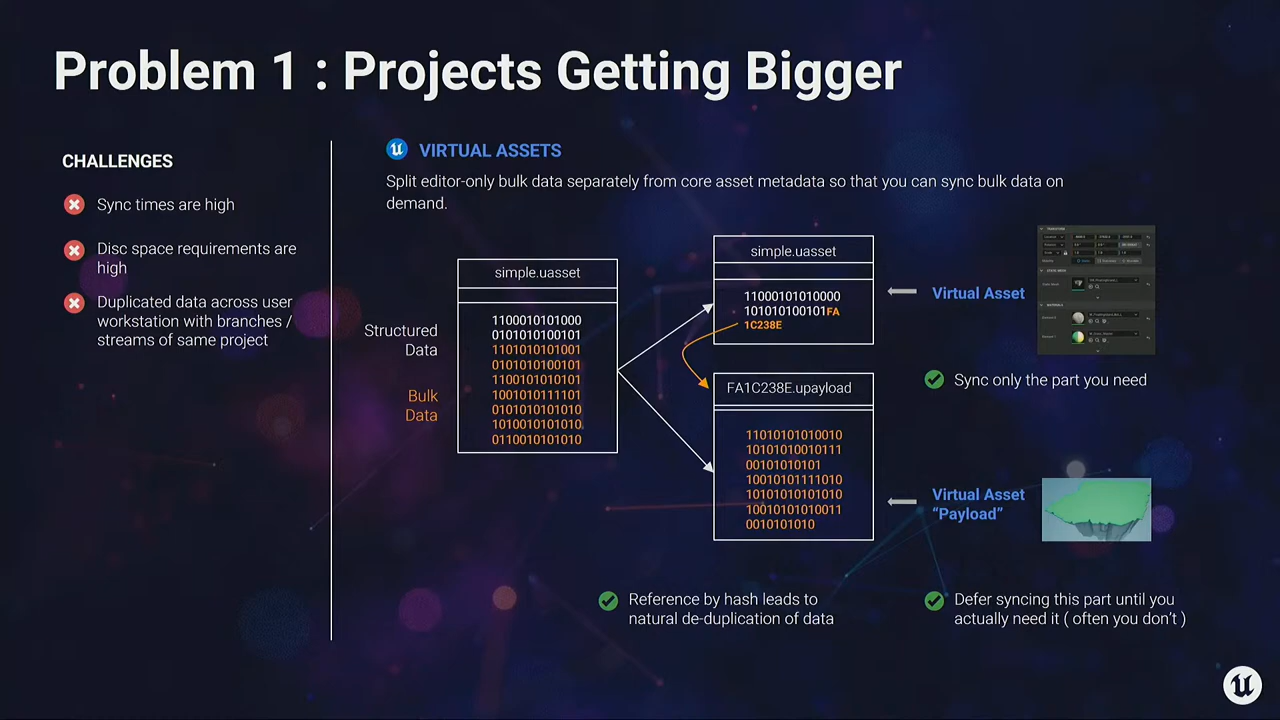 Problem 1 : Projects Getting Bigger
CHALLENGES
Sync times are high
Disc space requirements are
high
Duplicated data across user
workstation with branches /
streams of same project
VIRTUAL ASSETS
Split editor-only bulk data separately from core asset metadata so that you can sync bulk data on
demand.
Structured
Data
Bulk
Data
simple.uasset
1100010101000
0101010100101
1101010101001
0101010100101
1100101010101
1001010111101
0101010101010
1010010101010
0110010101010
simple.uasset
11000101010000
101010100101FA
1C238E
FA1C238E.upayload
11010101010010
10101010010111
00101010101
10010101111010
10101010101010
10010101010011
0010101010
Virtual Asset
Sync only the part you need
Virtual Asset
“Payload”
Reference by hash leads to
natural de-duplication of data
Defer syncing this part until you
actually need it ( often you don’t )